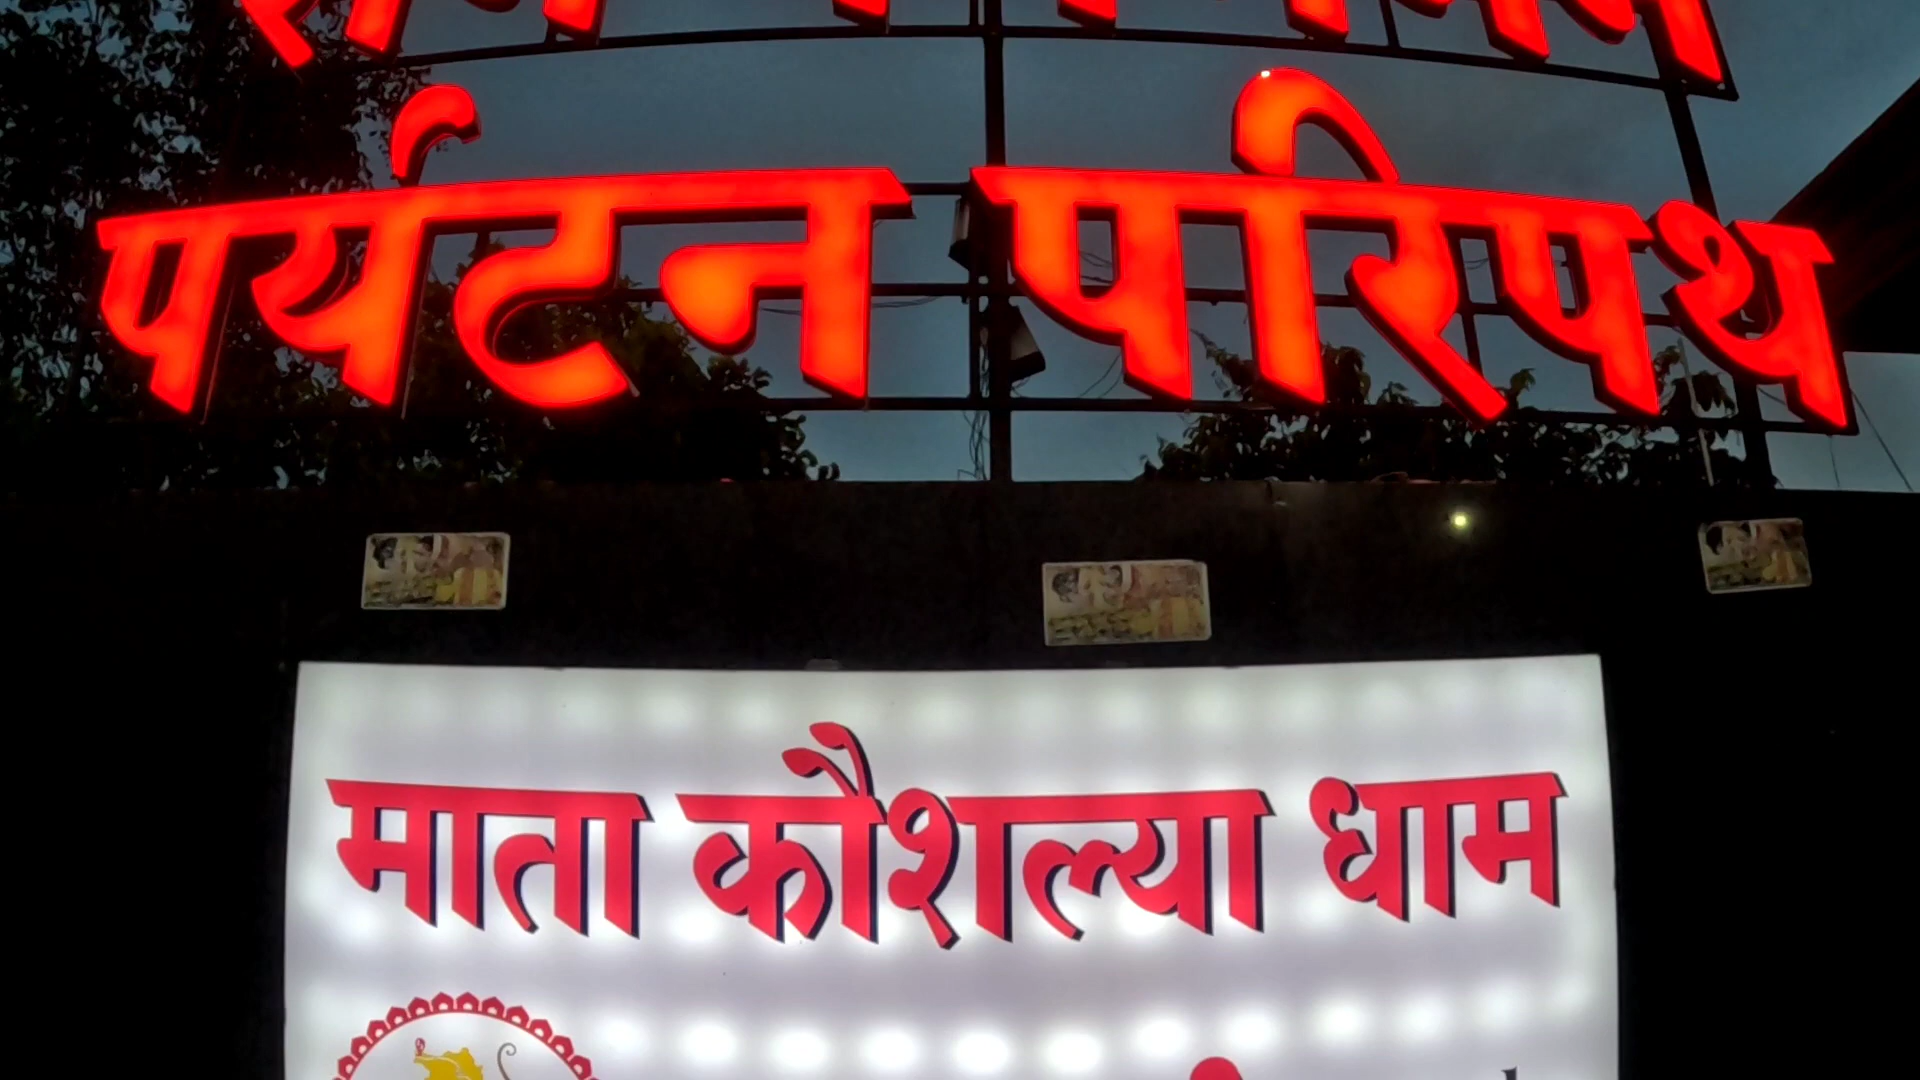 पर्यटन परिपथ
माता कौशल्या धाम